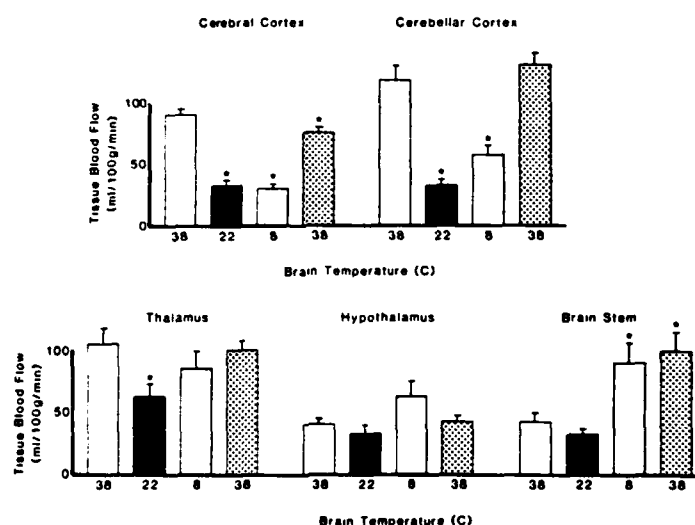 Cerebral Cortex Cerebellar Cortex
Tissue Blood Flow
(ml/100g/min)
100
50
0
* * * * *
38 22 8 38 38 22 8 38
Brain Temperature (C)
Thalamus Hypothalamus Brain Stem
Tissue Blood Flow
(ml/100g/min)
100
50
0
* * *
38 22 8 38 38 22 8 38 38 22 8 38
Brain Temperature (C)